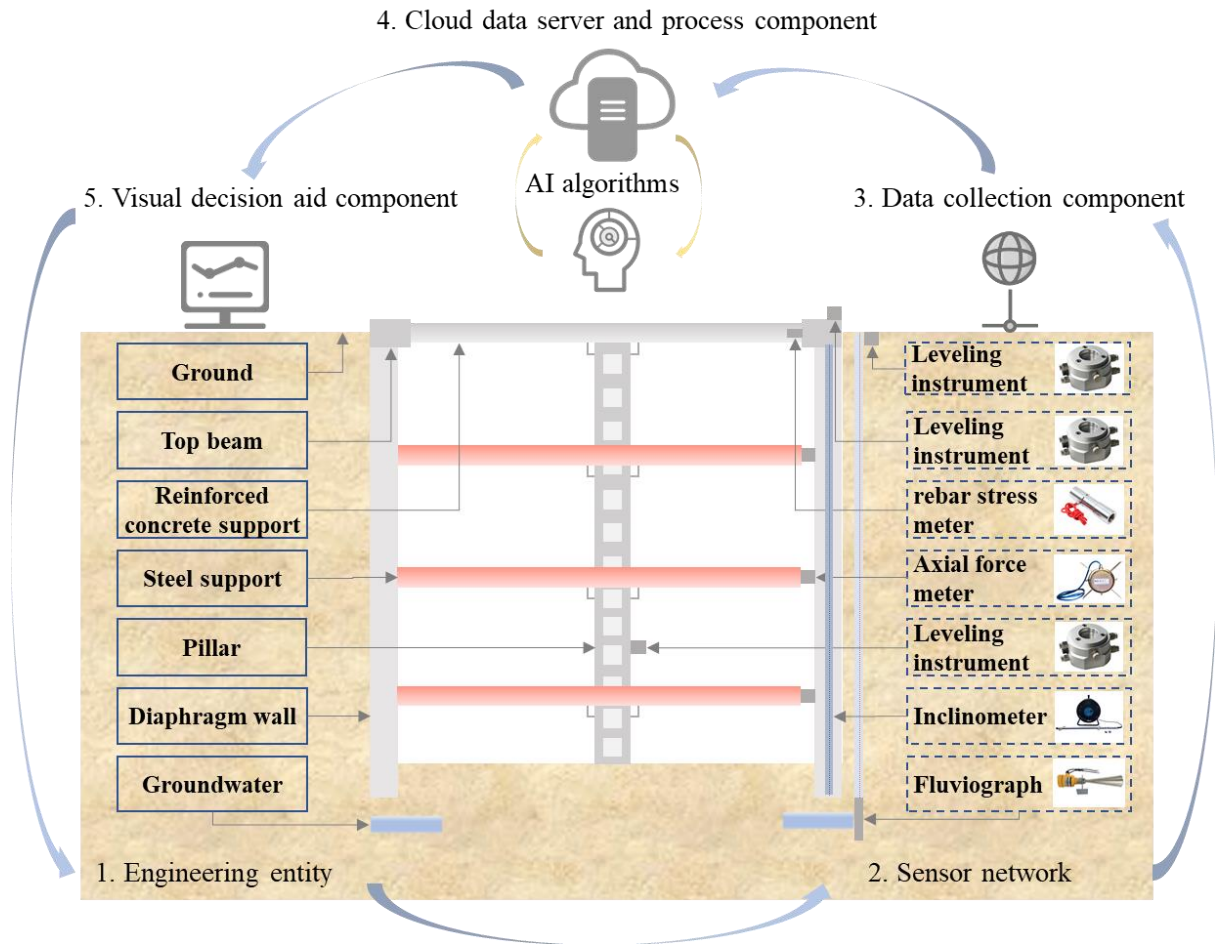 4. Cloud data server and process component
AI algorithms
5. Visual decision aid component
3. Data collection component
Ground
Top beam
Reinforced
concrete support
Steel support
Pillar
Diaphragm wall
Groundwater
Leveling
instrument
Leveling
instrument
rebar stress
meter
Axial force
meter
Leveling
instrument
Inclinometer
Fluviograph
1. Engineering entity
2. Sensor network